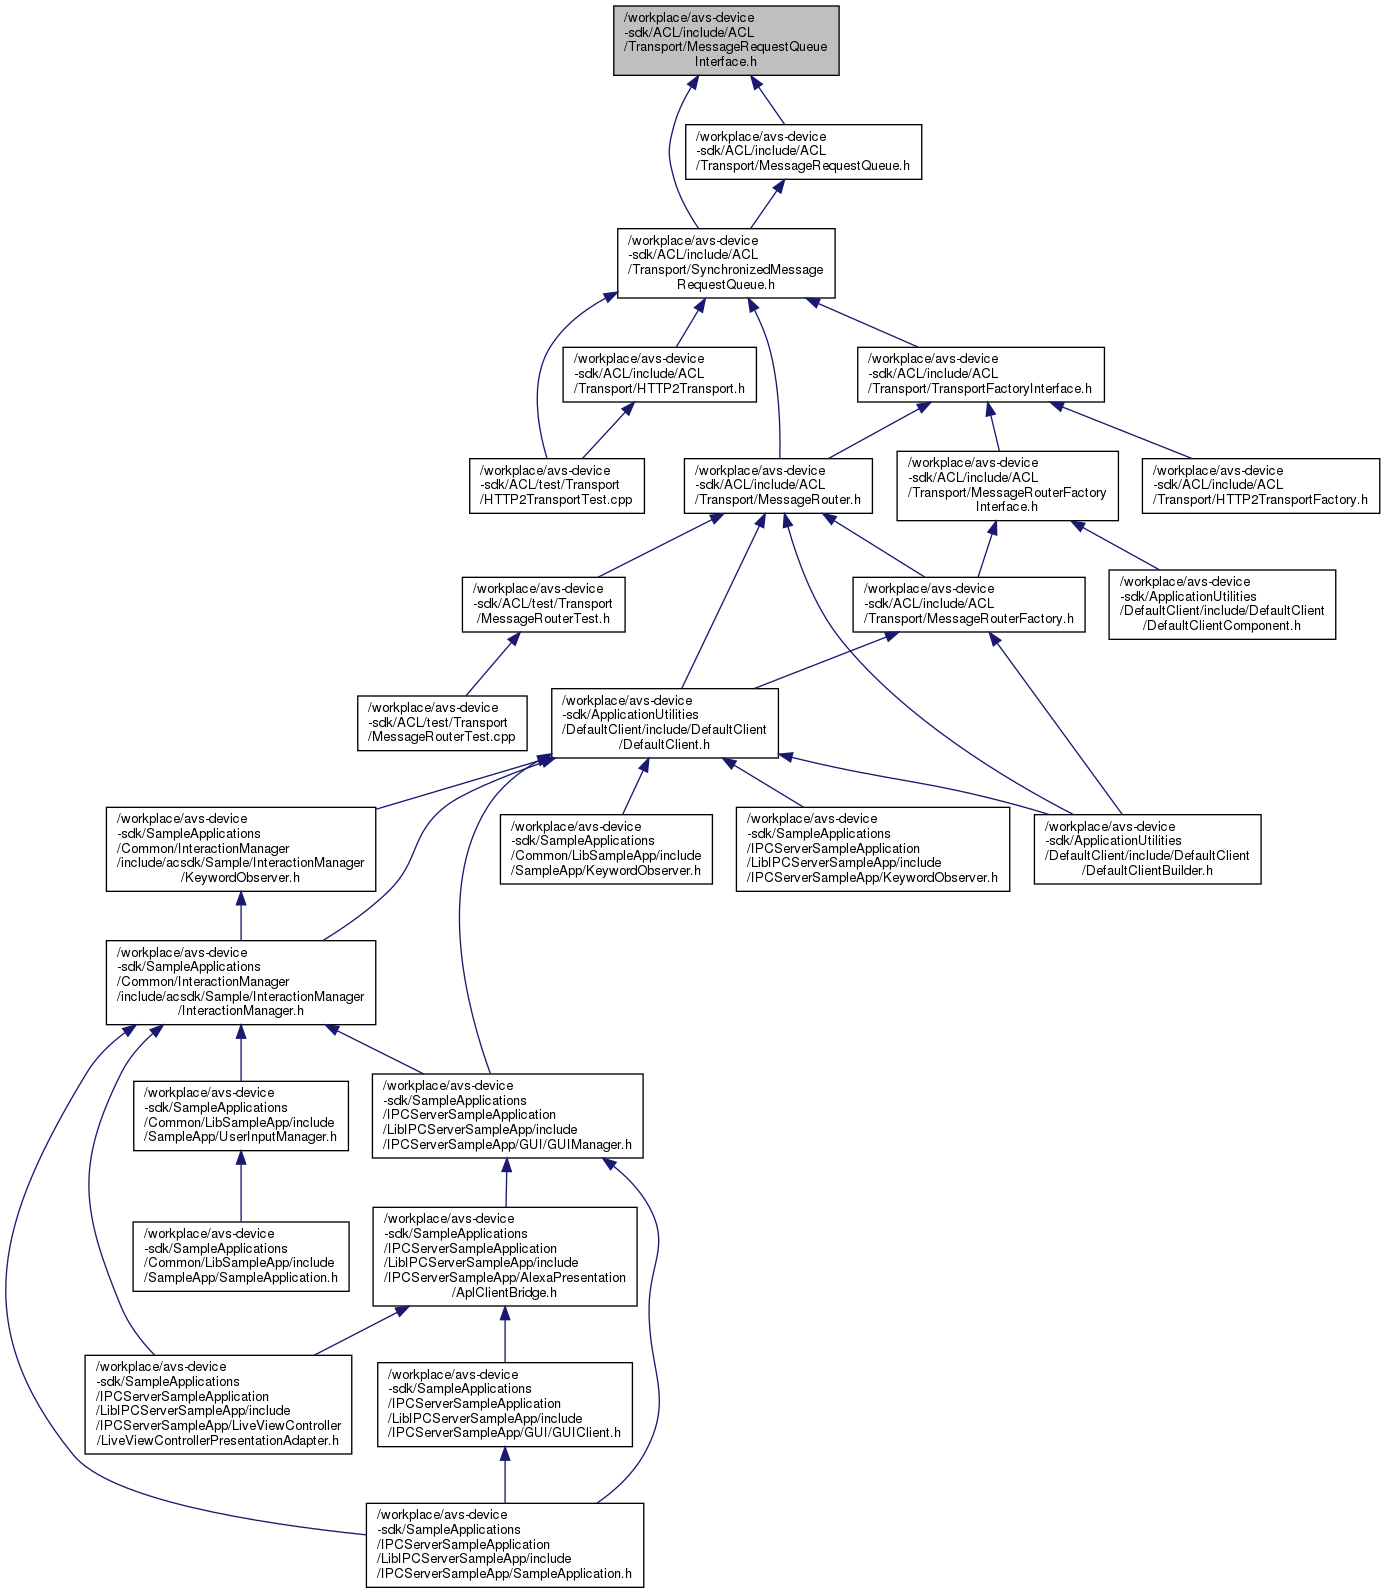 /workplace/avs-device
-sdk/ACL/include/ACL
/Transport/MessageRequestQueue
Interface.h
/workplace/avs-device
-sdk/ACL/include/ACL
/Transport/MessageRequestQueue.h
/workplace/avs-device
-sdk/ACL/include/ACL
/Transport/SynchronizedMessage
RequestQueue.h
/workplace/avs-device
-sdk/ACL/include/ACL
/Transport/HTTP2Transport.h
/workplace/avs-device
-sdk/ACL/include/ACL
/Transport/TransportFactoryInterface.h
/workplace/avs-device
-sdk/ACL/test/Transport
/HTTP2TransportTest.cpp
/workplace/avs-device
-sdk/ACL/include/ACL
/Transport/MessageRouter.h
/workplace/avs-device
-sdk/ACL/include/ACL
/Transport/MessageRouterFactory
Interface.h
/workplace/avs-device
-sdk/ACL/include/ACL
/Transport/HTTP2TransportFactory.h
/workplace/avs-device
-sdk/ACL/test/Transport
/MessageRouterTest.h
/workplace/avs-device
-sdk/ACL/include/ACL
/Transport/MessageRouterFactory.h
/workplace/avs-device
-sdk/ApplicationUtilities
/DefaultClient/include/DefaultClient
/DefaultClientComponent.h
/workplace/avs-device
-sdk/ACL/test/Transport
/MessageRouterTest.cpp
/workplace/avs-device
-sdk/ApplicationUtilities
/DefaultClient/include/DefaultClient
/DefaultClient.h
/workplace/avs-device
-sdk/SampleApplications
/Common/InteractionManager
/include/acsdk/Sample/InteractionManager
/KeywordObserver.h
/workplace/avs-device
-sdk/SampleApplications
/Common/LibSampleApp/include
/SampleApp/KeywordObserver.h
/workplace/avs-device
-sdk/SampleApplications
/IPCServerSampleApplication
/LibIPCServerSampleApp/include
/IPCServerSampleApp/KeywordObserver.h
/workplace/avs-device
-sdk/ApplicationUtilities
/DefaultClient/include/DefaultClient
/DefaultClientBuilder.h
/workplace/avs-device
-sdk/SampleApplications
/Common/InteractionManager
/include/acsdk/Sample/InteractionManager
/InteractionManager.h
/workplace/avs-device
-sdk/SampleApplications
/Common/LibSampleApp/include
/SampleApp/UserInputManager.h
/workplace/avs-device
-sdk/SampleApplications
/IPCServerSampleApplication
/LibIPCServerSampleApp/include
/IPCServerSampleApp/GUI/GUIManager.h
/workplace/avs-device
-sdk/SampleApplications
/Common/LibSampleApp/include
/SampleApp/SampleApplication.h
/workplace/avs-device
-sdk/SampleApplications
/IPCServerSampleApplication
/LibIPCServerSampleApp/include
/IPCServerSampleApp/AlexaPresentation
/AplClientBridge.h
/workplace/avs-device
-sdk/SampleApplications
/IPCServerSampleApplication
/LibIPCServerSampleApp/include
/IPCServerSampleApp/LiveViewController
/LiveViewControllerPresentationAdapter.h
/workplace/avs-device
-sdk/SampleApplications
/IPCServerSampleApplication
/LibIPCServerSampleApp/include
/IPCServerSampleApp/GUI/GUIClient.h
/workplace/avs-device
-sdk/SampleApplications
/IPCServerSampleApplication
/LibIPCServerSampleApp/include
/IPCServerSampleApp/SampleApplication.h